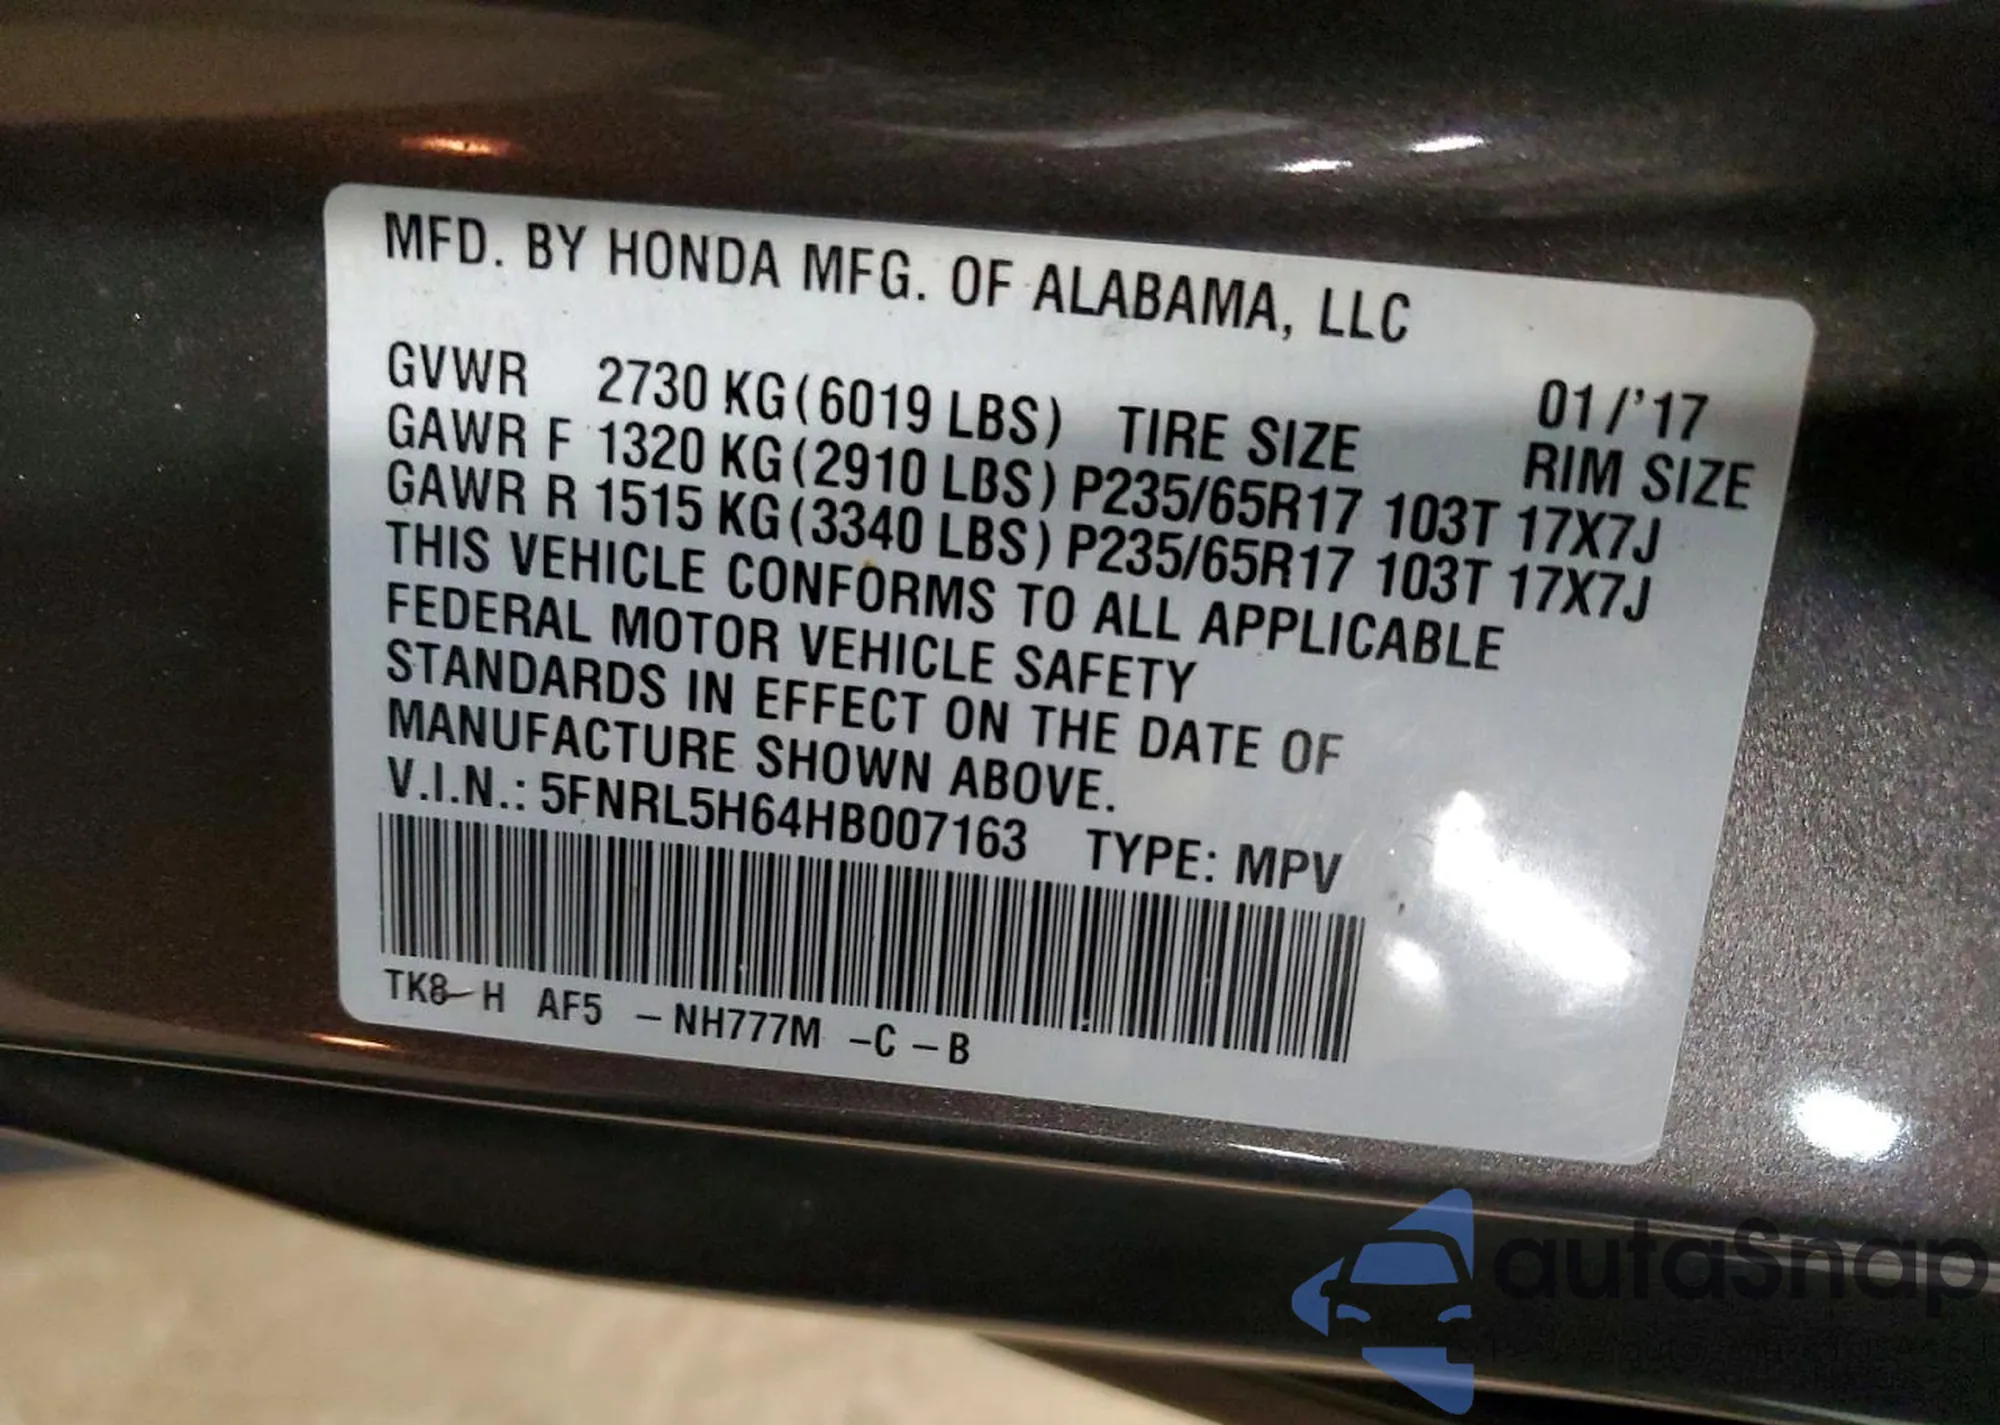 MFD. BY HONDA MFG. OF ALABAMA, LLC
01/'17
GVWR 2730 KG (6019 LBS) TIRE SIZE RIM SIZE
GAWR F 1320 KG (2910 LBS) P235/65R17 103T 17X7J
GAWR R 1515 KG (3340 LBS) P235/65R17 103T 17X7J
THIS VEHICLE CONFORMS TO ALL APPLICABLE
FEDERAL MOTOR VEHICLE SAFETY
STANDARDS IN EFFECT ON THE DATE OF
MANUFACTURE SHOWN ABOVE.
V.I.N.: 5FNRL5H64HB007163 TYPE: MPV
TK8-H AF5 -NH777M -C -B
autaSnap